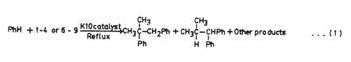 CH₃ CH₃
PhH + 1-4 or 6-9 K10 catalyst Reflux CH₃C-CH₂Ph + CH₃C-CHPh + Other products ... (1)
Ph H Ph